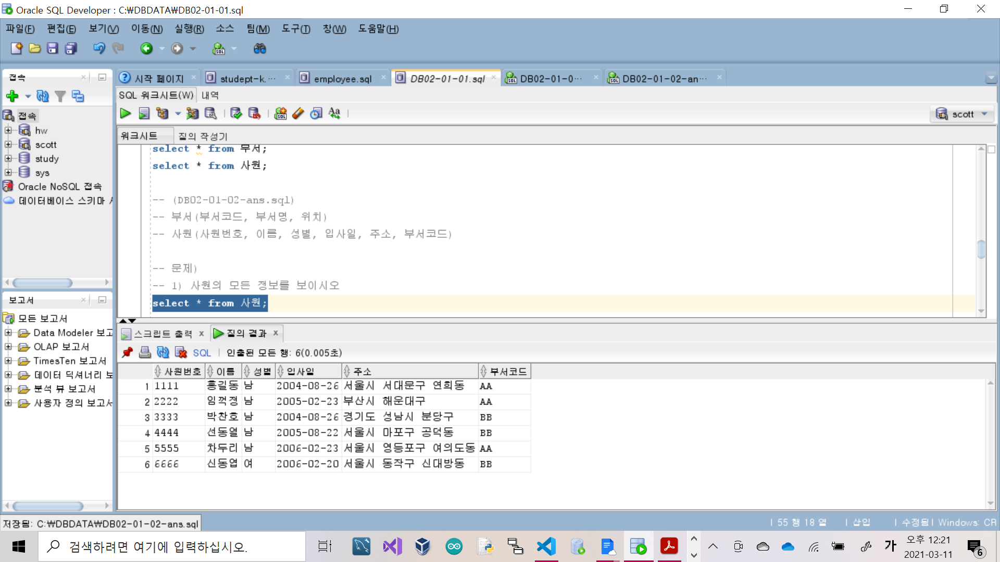 Oracle SQL Developer : C:₩DBDATA₩DB02-01-01.sql
파일(F) 편집(E) 보기(V) 이동(N) 실행(R) 소스 팀(M) 도구(T) 창(W) 도움말(H)
접속
시작 페이지 studept-k.··· employee.sql DB02-01-01.sql DB02-01-0··· DB02-01-02-an···
SQL 워크시트(W) 내역
scott
접속
hw
scott
study
sys
Oracle NoSQL 접속
데이터베이스 스키마
워크시트 질의 작성기
select * from 부서;
select * from 사원;
-- (DB02-01-02-ans.sql)
-- 부서(부서코드, 부서명, 위치)
-- 사원(사원번호, 이름, 성별, 입사일, 주소, 부서코드)
-- 문제)
-- 1) 사원의 모든 정보를 보이시오
select * from 사원;
보고서
모든 보고서
Data Modeler 보고
OLAP 보고서
TimesTen 보고서
데이터 딕셔너리 보
분석 뷰 보고서
사용자 정의 보고서
스크립트 출력 질의 결과
SQL 인출된 모든 행: 6(0.005초)
사원번호 이름 성별 입사일 주소 부서코드
1 1111 홍길동 남 2004-08-26 서울시 서대문구 연희동 AA
2 2222 임꺽정 남 2005-02-23 부산시 해운대구 AA
3 3333 박찬호 남 2004-08-26 경기도 성남시 분당구 BB
4 4444 선동열 남 2005-08-22 서울시 마포구 공덕동 BB
5 5555 차두리 남 2006-02-23 서울시 영등포구 여의도동 AA
6 6666 신동엽 여 2006-02-20 서울시 동작구 신대방동 BB
저장됨: C:₩DBDATA₩DB02-01-02-ans.sql
55 행 18 열 산입 수정됨 Windows: CR
검색하려면 여기에 입력하십시오.
가
오후 12:21
2021-03-11
6